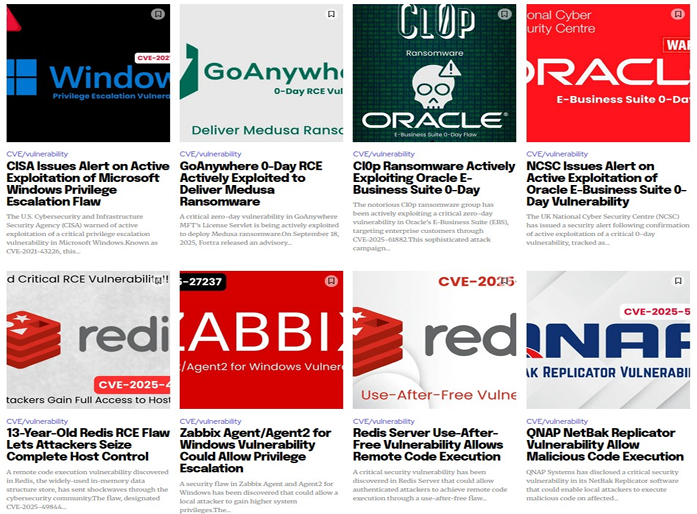 CVE-202
Window
Privilege Escalation Vulnera
CVE/vulnerability
CISA Issues Alert on Active
Exploitation of Microsoft
Windows Privilege
Escalation Flaw
The U.S. Cybersecurity and Infrastructure
Security Agency (CISA) warned of active
exploitation of a critical privilege escalation
vulnerability in Microsoft Windows.Known as
CVE-2021-43226, this...
GoAnywhe
0-Day RCE Vul
Deliver Medusa Ranso
CVE/vulnerability
GoAnywhere 0-Day RCE
Actively Exploited to
Deliver Medusa
Ransomware
A critical zero-day vulnerability in GoAnywhere
MFT's License Servlet is being actively exploited
to deploy Medusa ransomware.On September 18,
2025, Fortra released an advisory...
CL0P
Ransomware
ORACLE
E-Business Suite 0-Day Flaw
CVE/vulnerability
Cl0p Ransomware Actively
Exploiting Oracle E-
Business Suite 0-Day
The notorious Cl0p ransomware group has
been actively exploiting a critical zero-day
vulnerability in Oracle's E-Business Suite (EBS),
targeting enterprise customers through
CVE-2025-61882.This sophisticated attack
campaign...
onal Cyber
urity Centre
WAR
ORACL
E-Business Suite 0-Da
CVE/vulnerability
NCSC Issues Alert on
Active Exploitation of
Oracle E-Business Suite 0-
Day Vulnerability
The UK National Cyber Security Centre (NCSC)
has issued a security alert following confirmation
of active exploitation of a critical 0-day
vulnerability, tracked as...
d Critical RCE Vulnerabilit
redi
CVE-2025-4
tackers Gain Full Access to Host
CVE/vulnerability
13-Year-Old Redis RCE Flaw
Lets Attackers Seize
Complete Host Control
A remote code execution vulnerability discovered
in Redis, the widely-used in-memory data
structure store, has sent shockwaves through the
cybersecurity community.The flaw, designated
CVE-2025-49844...
5-27237
ZABBIX
t/Agent2 for Windows Vulnera
CVE/vulnerability
Zabbix Agent/Agent2 for
Windows Vulnerability
Could Allow Privilege
Escalation
A security flaw in Zabbix Agent and Agent2 for
Windows has been discovered that could allow a
local attacker to gain higher system
privileges.The...
CVE-2025-
red
Use-After-Free Vulne
CVE/vulnerability
Redis Server Use-After-
Free Vulnerability Allows
Remote Code Execution
A critical security vulnerability has been
discovered in Redis Server that could allow
authenticated attackers to achieve remote code
execution through a use-after-free flaw...
CVE-2025-5
QNAP
AK REPLICATOR VULNERABI
CVE/vulnerability
QNAP NetBak Replicator
Vulnerability Allow
Malicious Code Execution
QNAP Systems has disclosed a critical security
vulnerability in its NetBak Replicator software
that could enable local attackers to execute
malicious code on affected...